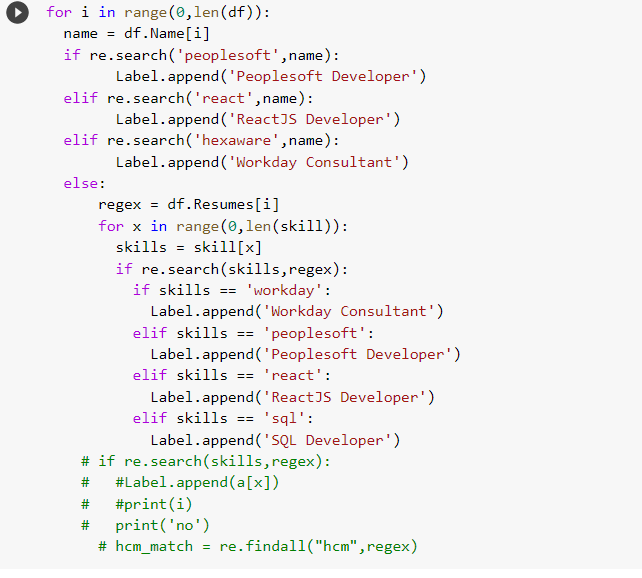 for i in range(0,len(df)):
  name = df.Name[i]
  if re.search('peoplesoft',name):
        Label.append('Peoplesoft Developer')
  elif re.search('react',name):
        Label.append('ReactJS Developer')
  elif re.search('hexaware',name):
        Label.append('Workday Consultant')
  else:
      regex = df.Resumes[i]
      for x in range(0,len(skill)):
        skills = skill[x]
        if re.search(skills,regex):
          if skills == 'workday':
            Label.append('Workday Consultant')
          elif skills == 'peoplesoft':
            Label.append('Peoplesoft Developer')
          elif skills == 'react':
            Label.append('ReactJS Developer')
          elif skills == 'sql':
            Label.append('SQL Developer')
    # if re.search(skills,regex):
    #   #Label.append(a[x])
    #   #print(i)
    #   print('no')
      # hcm_match = re.findall("hcm",regex)